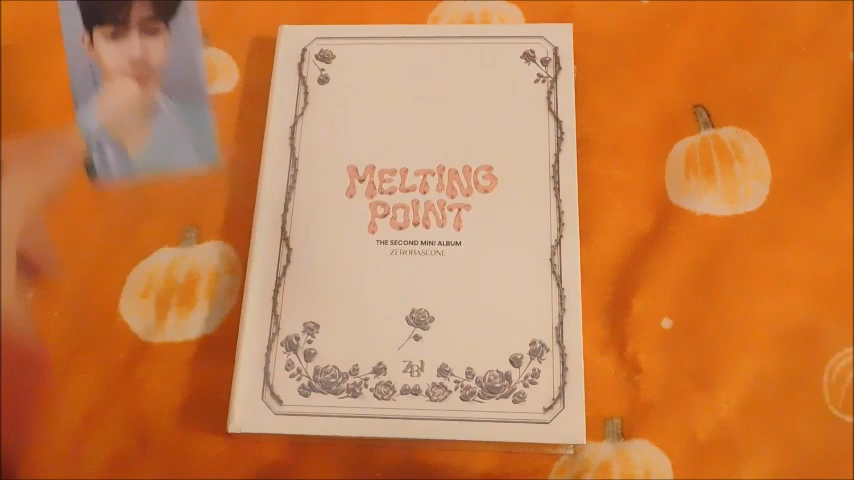 MELTING
POINT
THE SECOND MINI ALBUM
ZEROBASEONE
ZB1